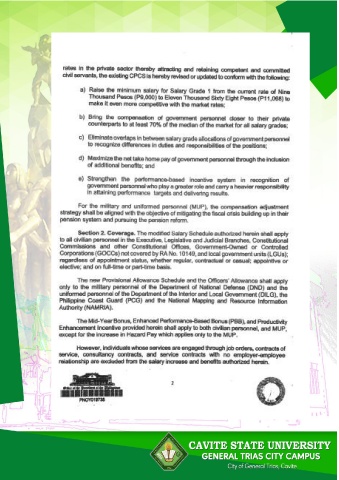 rates in the private sector thereby attracting and retaining competent and committed
civil servants, the existing CPCS is hereby revised or updated to conform with the following:
a) Raise the minimum salary for Salary Grade 1 from the current rate of Nine
Thousand Pesos (P9,000) to Eleven Thousand Sixty Eight Pesos (P11,068) to
make it even more competitive with the market rates;
b) Bring the compensation of government personnel closer to their private
counterparts to at least 70% of the median of the market for all salary grades;
c) Eliminate overlaps in between salary grade allocations of government personnel
to recognize differences in duties and responsibilities of the positions;
d) Maximize the net take home pay of government personnel through the inclusion
of additional benefits; and
e) Strengthen the performance-based incentive system in recognition of
government personnel who play a greater role and carry a heavier responsibility
in attaining performance targets and delivering results.
For the military and uniformed personnel (MUP), the compensation adjustment
strategy shall be aligned with the objective of mitigating the fiscal crisis building up in their
pension system and pursuing the pension reform.
Section 2. Coverage. The modified Salary Schedule authorized herein shall apply
to all civilian personnel in the Executive, Legislative and Judicial Branches, Constitutional
Commissions and other Constitutional Offices, Government-Owned or Controlled
Corporations (GOCCs) not covered by RA No. 10149, and local government units (LGUs);
regardless of appointment status, whether regular, contractual or casual; appointive or
elective; and on full-time or part-time basis.
The new Provisional Allowance Schedule and the Officers' Allowance shall apply
only to the military personnel of the Department of National Defense (DND) and the
uniformed personnel of the Department of the Interior and Local Government (DILG), the
Philippine Coast Guard (PCG) and the National Mapping and Resource Information
Authority (NAMRIA).
The Mid-Year Bonus, Enhanced Performance-Based Bonus (PBB), and Productivity
Enhancement Incentive provided herein shall apply to both civilian personnel, and MUP,
except for the increase in Hazard Pay which applies only to the MUP.
However, individuals whose services are engaged through job orders, contracts of
service, consultancy contracts, and service contracts with no employer-employee
relationship are excluded from the salary increase and benefits authorized herein.
2
PNOY019735
CAVITE STATE UNIVERSITY
GENERAL TRIAS CITY CAMPUS
City of General Trias, Cavite